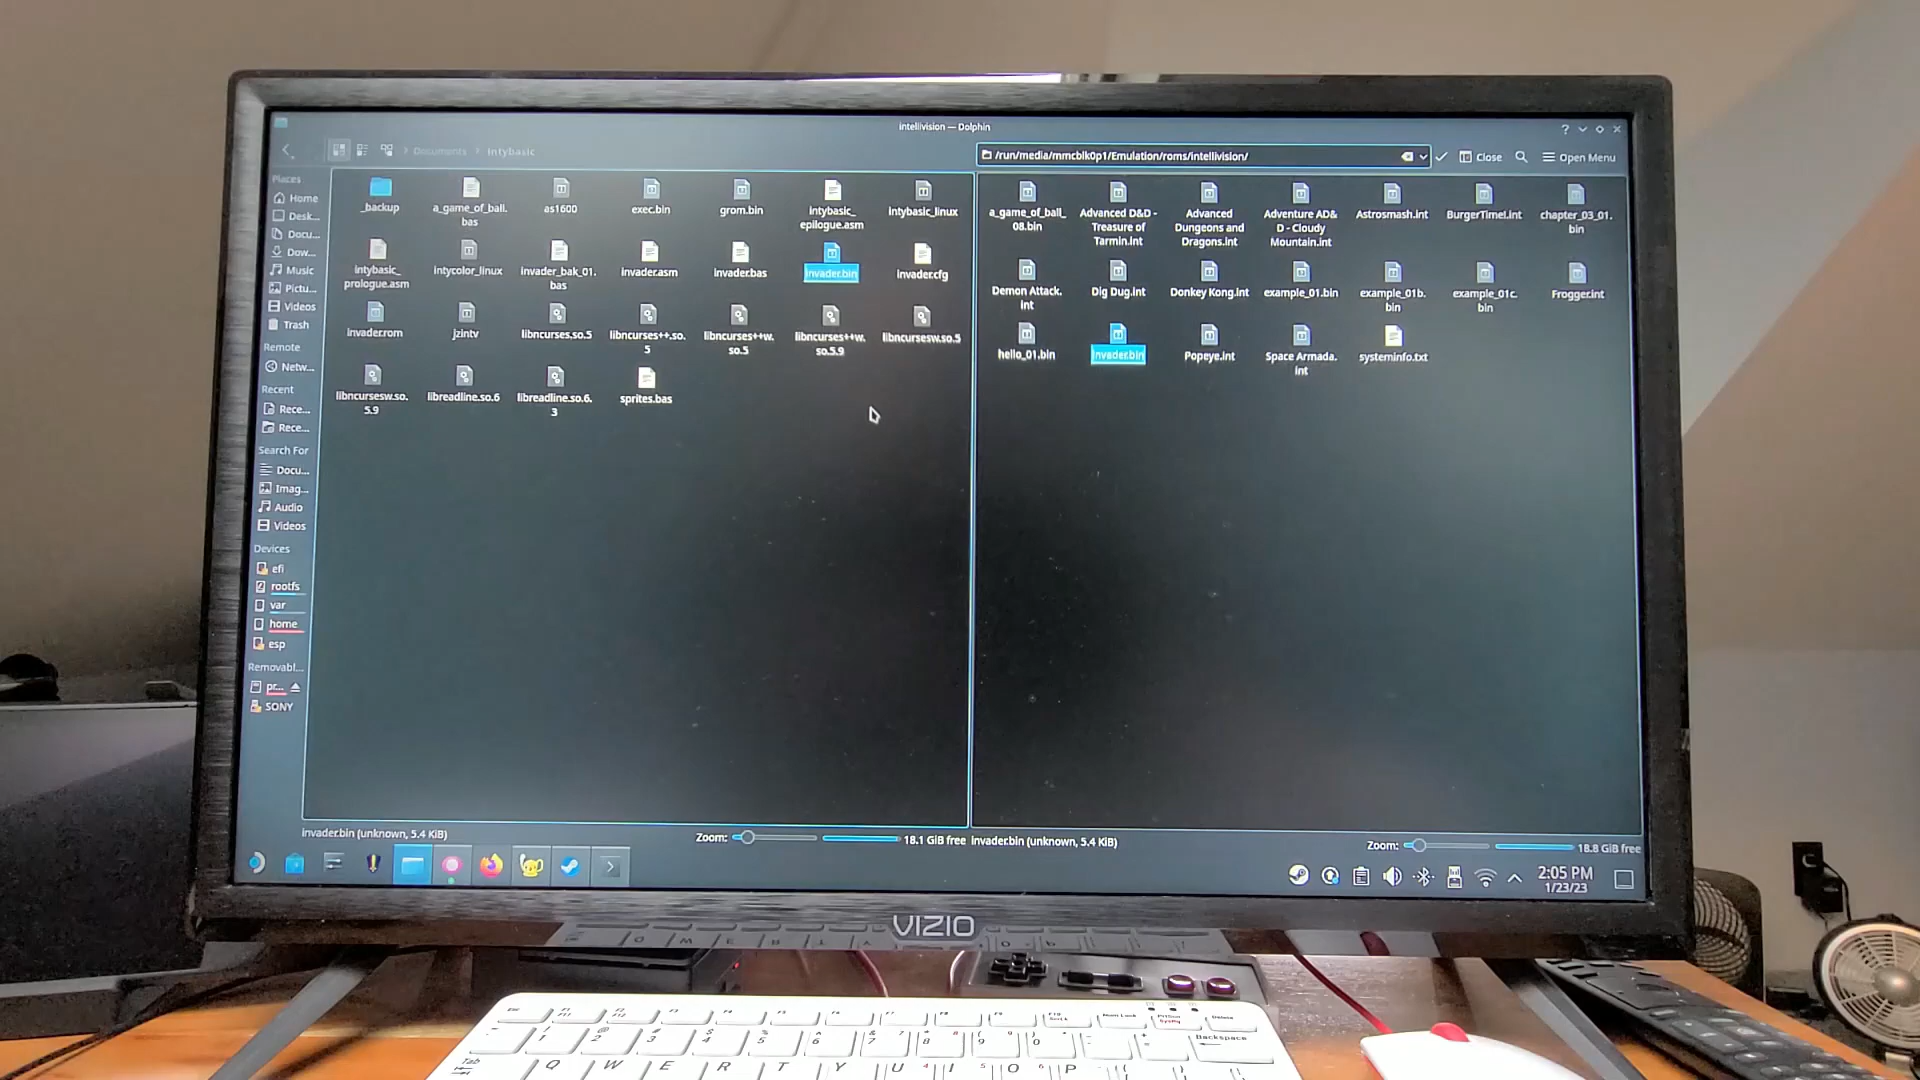 intellivision — Dolphin
Documents > Intybasic
/run/media/mmcblk0p1/Emulation/roms/intellivision/
Close
Open Menu
Places
Home
Desk...
Docu...
Dow...
Music
Pictu...
Videos
Trash
Remote
Netw...
Recent
Rece...
Rece...
Search For
Docu...
Imag...
Audio
Videos
Devices
efi
rootfs
var
home
esp
Removabl...
pr...
SONY
_backup
a_game_of_ball.
bas
as1600
exec.bin
grom.bin
intybasic_
epilogue.asm
intybasic_linux
intybasic_
prologue.asm
intycolor_linux
invader_bak_01.
bas
invader.asm
invader.bas
invader.bin
invader.cfg
invader.rom
jzintv
libncurses.so.5
libncurses++.so.
5
libncurses++w.
so.5
libncurses++w.
so.5.9
libncursesw.so.5
libncursesw.so.
5.9
libreadline.so.6
libreadline.so.6.
3
sprites.bas
a_game_of_ball_
08.bin
Advanced D&D -
Treasure of
Tarmin.int
Advanced
Dungeons and
Dragons.int
Adventure AD&
D - Cloudy
Mountain.int
Astrosmash.int
BurgerTime!.int
chapter_03_01.
bin
Demon Attack.
int
Dig Dug.int
Donkey Kong.int
example_01.bin
example_01b.
bin
example_01c.
bin
Frogger.int
hello_01.bin
invader.bin
Popeye.int
Space Armada.
int
systeminfo.txt
invader.bin (unknown, 5.4 KiB)
Zoom:
18.1 GiB free
invader.bin (unknown, 5.4 KiB)
Zoom:
18.8 GiB free
2:05 PM
1/23/23
VIZIO
Num Lock
PrtScn
SysRq
Delete
Backspace
Tab
Q W E R T Y U I O P